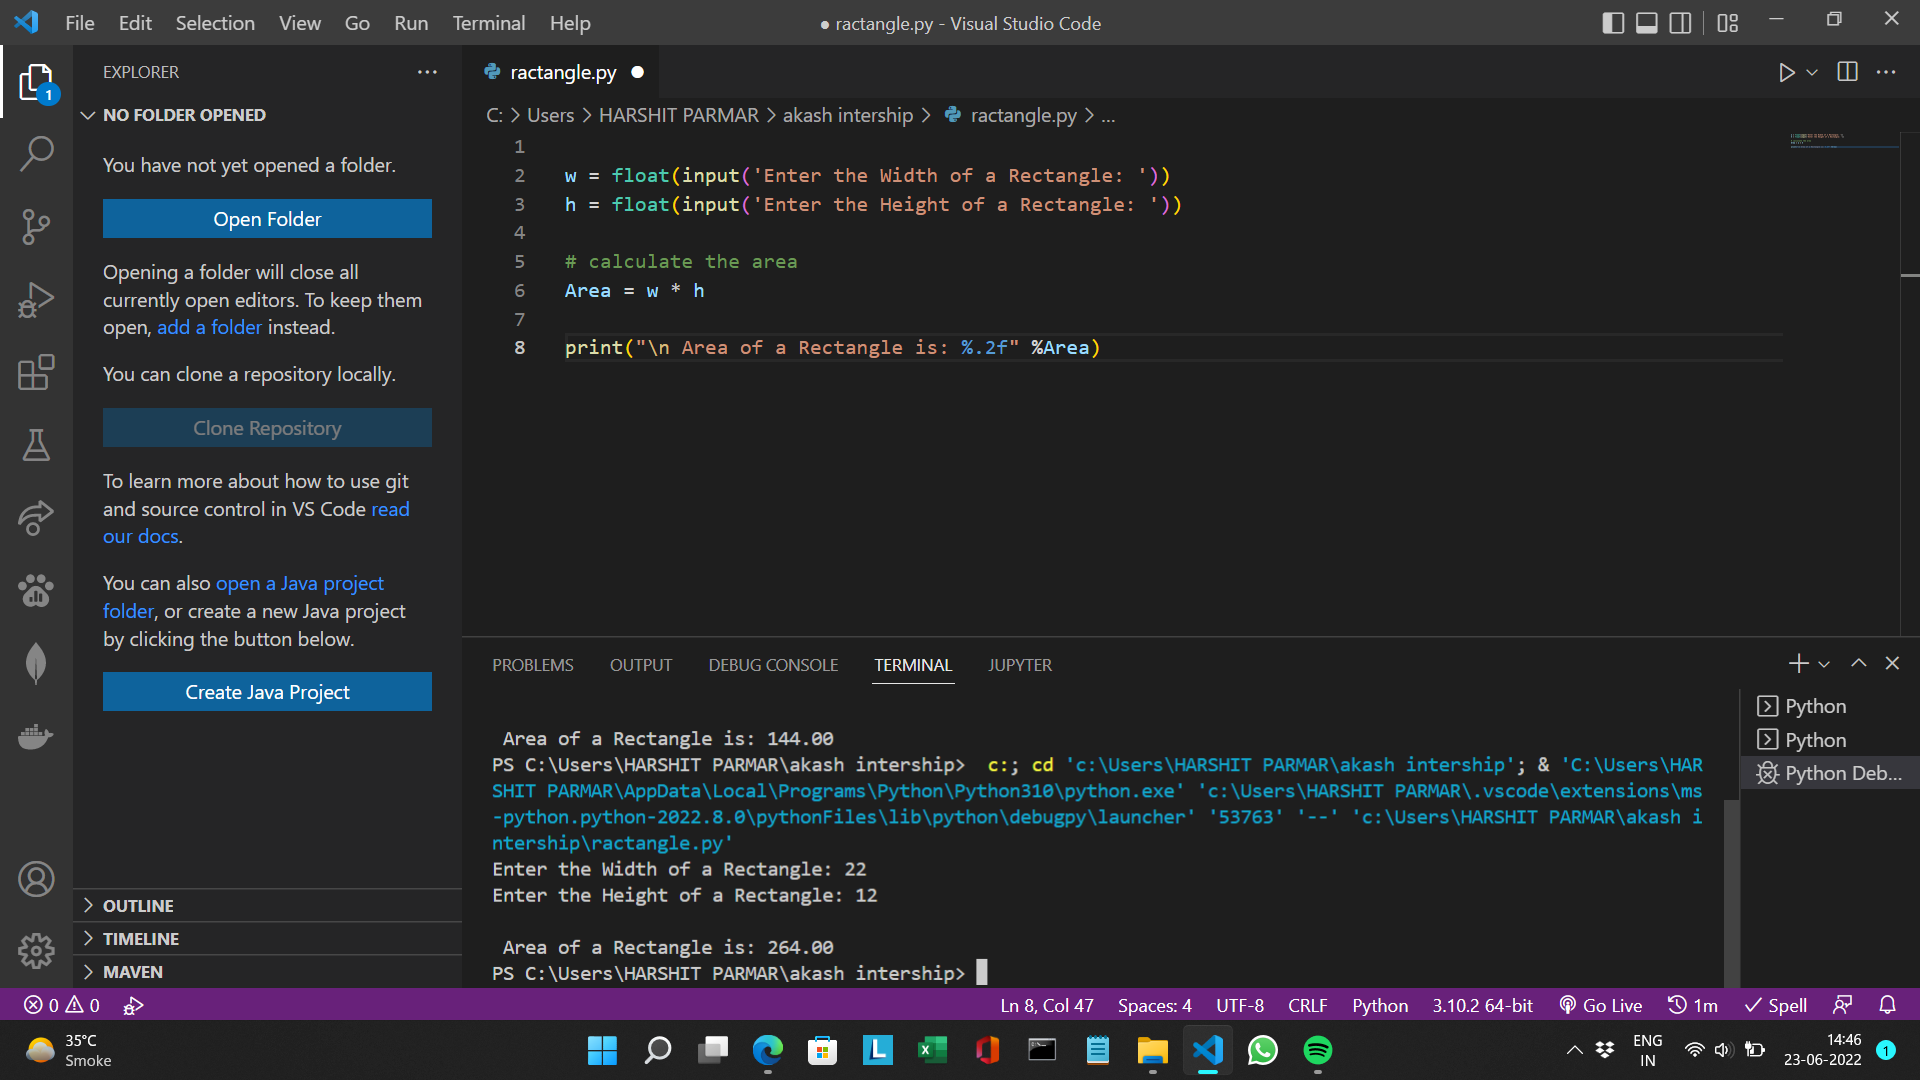 File Edit Selection View Go Run Terminal Help
● ractangle.py - Visual Studio Code
EXPLORER
1
NO FOLDER OPENED
You have not yet opened a folder.
Open Folder
Opening a folder will close all
currently open editors. To keep them
open, add a folder instead.
You can clone a repository locally.
Clone Repository
To learn more about how to use git
and source control in VS Code read
our docs.
You can also open a Java project
folder, or create a new Java project
by clicking the button below.
Create Java Project
OUTLINE
TIMELINE
MAVEN
ractangle.py ●
C: > Users > HARSHIT PARMAR > akash intership > ractangle.py > ...
1
2 w = float(input('Enter the Width of a Rectangle: '))
3 h = float(input('Enter the Height of a Rectangle: '))
4
5 # calculate the area
6 Area = w * h
7
8 print("\n Area of a Rectangle is: %.2f" %Area)
PROBLEMS OUTPUT DEBUG CONSOLE TERMINAL JUPYTER
Area of a Rectangle is: 144.00
PS C:\Users\HARSHIT PARMAR\akash intership>  c:; cd 'c:\Users\HARSHIT PARMAR\akash intership'; & 'C:\Users\HAR
SHIT PARMAR\AppData\Local\Programs\Python\Python310\python.exe' 'c:\Users\HARSHIT PARMAR\.vscode\extensions\ms
-python.python-2022.8.0\pythonFiles\lib\python\debugpy\launcher' '53763' '--' 'c:\Users\HARSHIT PARMAR\akash i
ntership\ractangle.py'
Enter the Width of a Rectangle: 22
Enter the Height of a Rectangle: 12
Area of a Rectangle is: 264.00
PS C:\Users\HARSHIT PARMAR\akash intership>
Python
Python
Python Deb...
0 0
Ln 8, Col 47 Spaces: 4 UTF-8 CRLF Python 3.10.2 64-bit Go Live 1m Spell
35°C
Smoke
L
ENG
IN
14:46
23-06-2022
1